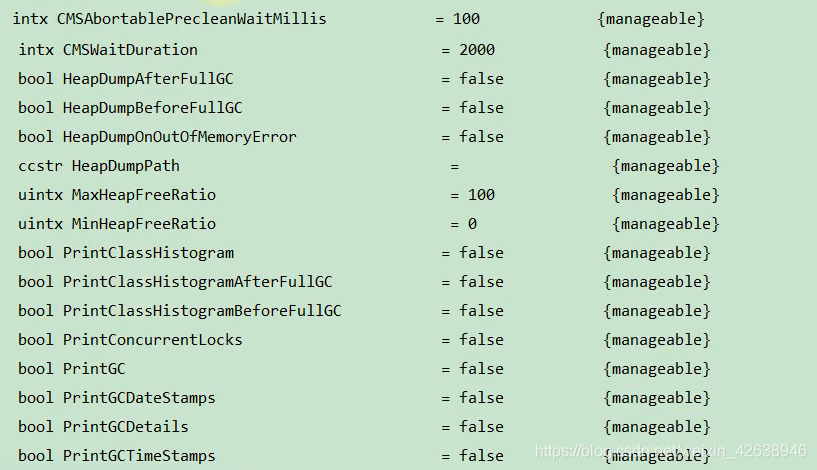 intx CMSAbortablePrecleanWaitMillis = 100 {manageable}
intx CMSWaitDuration = 2000 {manageable}
bool HeapDumpAfterFullGC = false {manageable}
bool HeapDumpBeforeFullGC = false {manageable}
bool HeapDumpOnOutOfMemoryError = false {manageable}
ccstr HeapDumpPath = {manageable}
uintx MaxHeapFreeRatio = 100 {manageable}
uintx MinHeapFreeRatio = 0 {manageable}
bool PrintClassHistogram = false {manageable}
bool PrintClassHistogramAfterFullGC = false {manageable}
bool PrintClassHistogramBeforeFullGC = false {manageable}
bool PrintConcurrentLocks = false {manageable}
bool PrintGC = false {manageable}
bool PrintGCDateStamps = false {manageable}
bool PrintGCDetails = false {manageable}
bool PrintGCTimeStamps = false {manageable}
https://blog.csdn.net/weixin_42638946